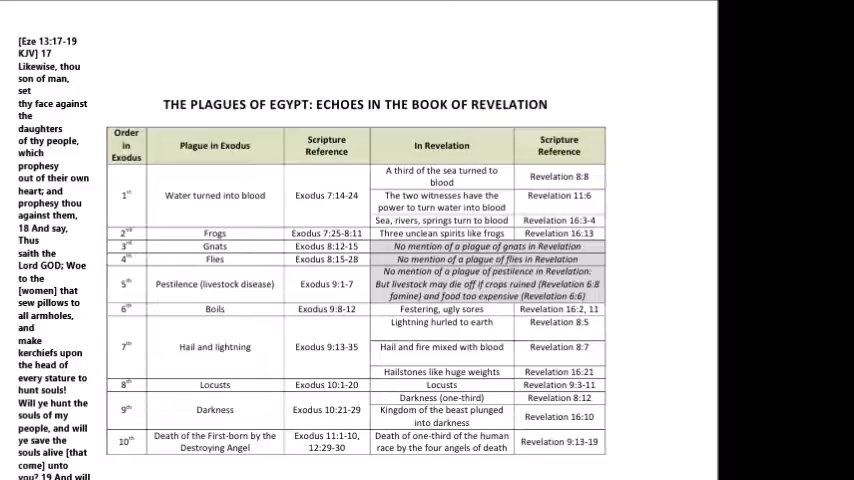 [Eze 13:17-19
KJV] 17
Likewise, thou
son of man,
set
thy face against
the
daughters
of thy people,
which
prophesy
out of their own
heart; and
prophesy thou
against them,
18 And say,
Thus
saith the
Lord GOD; Woe
to the
[women] that
sew pillows to
all armholes,
and
make
kerchiefs upon
the head of
every stature to
hunt souls!
Will ye hunt the
souls of my
people, and will
ye save the
souls alive [that
come] unto
you? 19 And will
THE PLAGUES OF EGYPT: ECHOES IN THE BOOK OF REVELATION
Order in Exodus | Plague in Exodus | Scripture Reference | In Revelation | Scripture Reference
1st | Water turned into blood | Exodus 7:14-24 | A third of the sea turned to blood | Revelation 8:8
The two witnesses have the power to turn water into blood | Revelation 11:6
Sea, rivers, springs turn to blood | Revelation 16:3-4
2nd | Frogs | Exodus 7:25-8:11 | Three unclean spirits like frogs | Revelation 16:13
3rd | Gnats | Exodus 8:12-15 | No mention of a plague of gnats in Revelation
4th | Flies | Exodus 8:15-28 | No mention of a plague of flies in Revelation
5th | Pestilence (livestock disease) | Exodus 9:1-7 | No mention of a plague of pestilence in Revelation: But livestock may die off if crops ruined (Revelation 6:8 famine) and food too expensive (Revelation 6:6)
6th | Boils | Exodus 9:8-12 | Festering, ugly sores | Revelation 16:2, 11
7th | Hail and lightning | Exodus 9:13-35 | Lightning hurled to earth | Revelation 8:5
Hail and fire mixed with blood | Revelation 8:7
Hailstones like huge weights | Revelation 16:21
8th | Locusts | Exodus 10:1-20 | Locusts | Revelation 9:3-11
9th | Darkness | Exodus 10:21-29 | Darkness (one-third) | Revelation 8:12
Kingdom of the beast plunged into darkness | Revelation 16:10
10th | Death of the First-born by the Destroying Angel | Exodus 11:1-10, 12:29-30 | Death of one-third of the human race by the four angels of death | Revelation 9:13-19